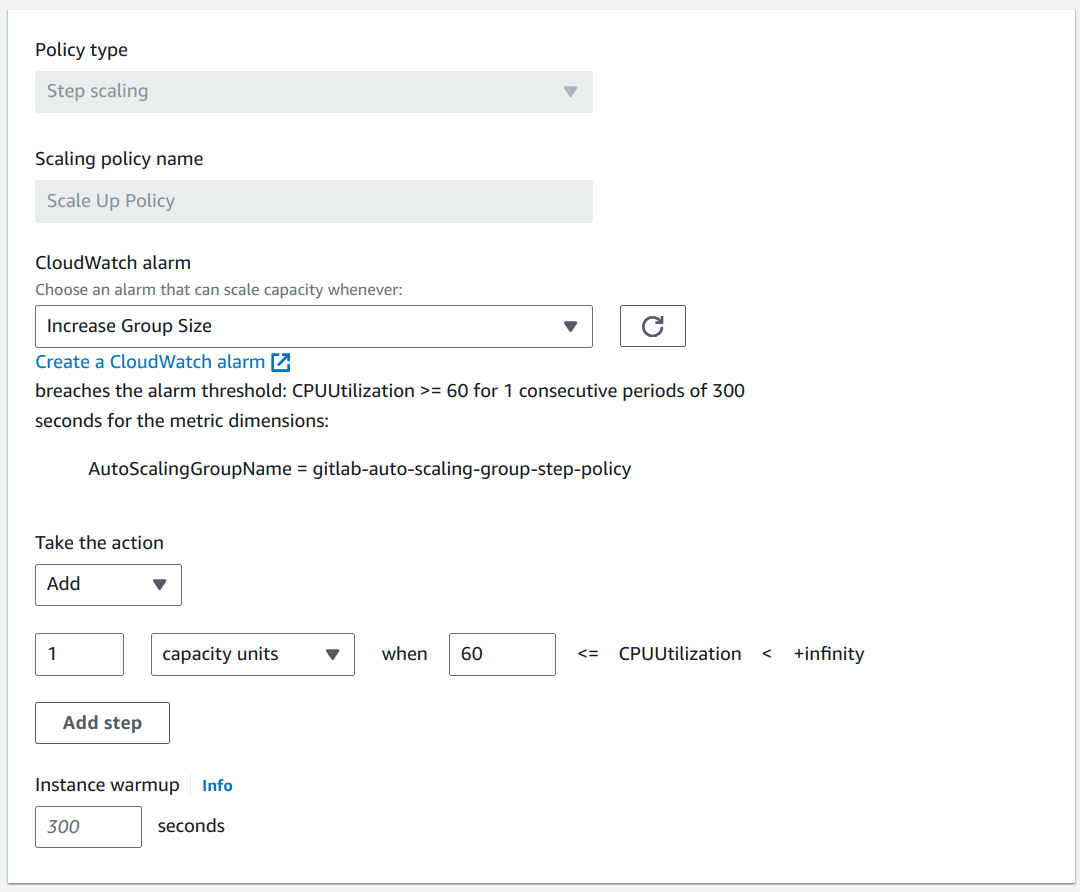 Policy type
Step scaling
Scaling policy name
Scale Up Policy
CloudWatch alarm
Choose an alarm that can scale capacity whenever:
Increase Group Size
Create a CloudWatch alarm
breaches the alarm threshold: CPUUtilization >= 60 for 1 consecutive periods of 300
seconds for the metric dimensions:
AutoScalingGroupName = gitlab-auto-scaling-group-step-policy
Take the action
Add
1 capacity units when 60 <= CPUUtilization < +infinity
Add step
Instance warmup Info
300 seconds